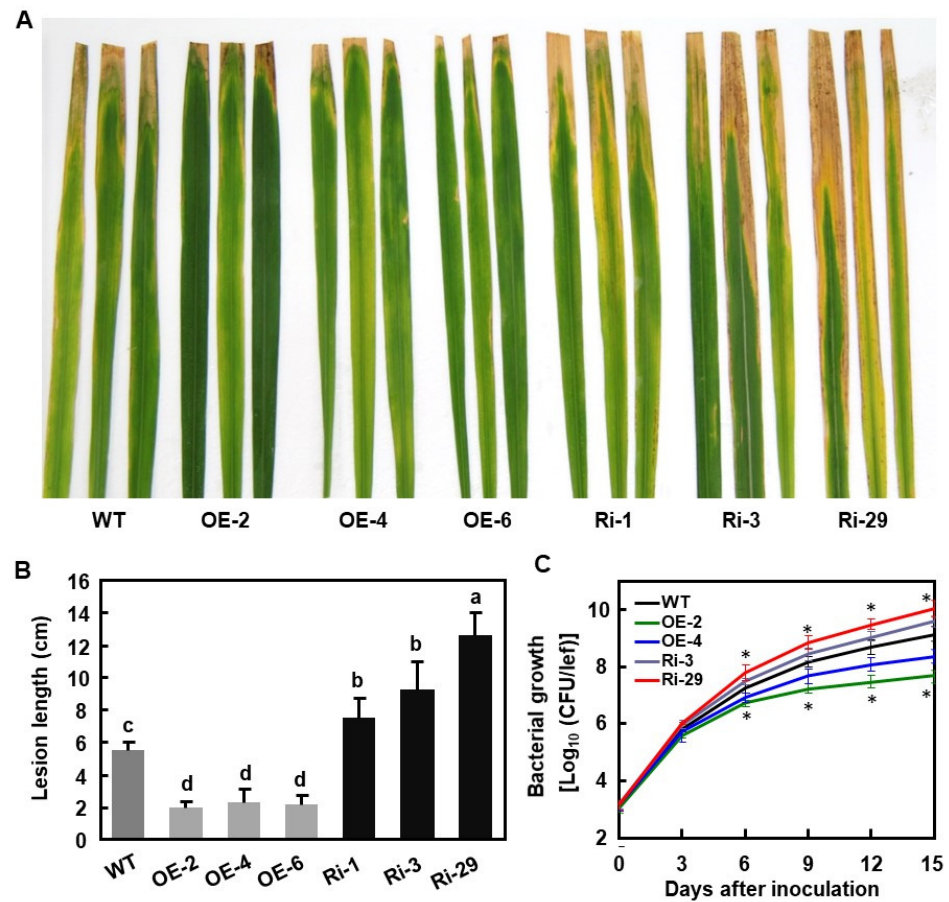 A
WT OE-2 OE-4 OE-6 Ri-1 Ri-3 Ri-29
B
Lesion length (cm)
16
14
12
10
8
6
4
2
0
c
d
d
d
b
b
a
WT OE-2 OE-4 OE-6 Ri-1 Ri-3 Ri-29
C
Bacterial growth
[Log₁₀ (CFU/lef)]
10
8
6
4
2
WT
OE-2
OE-4
Ri-3
Ri-29
* * * *
* * * *
0 3 6 9 12 15
Days after inoculation